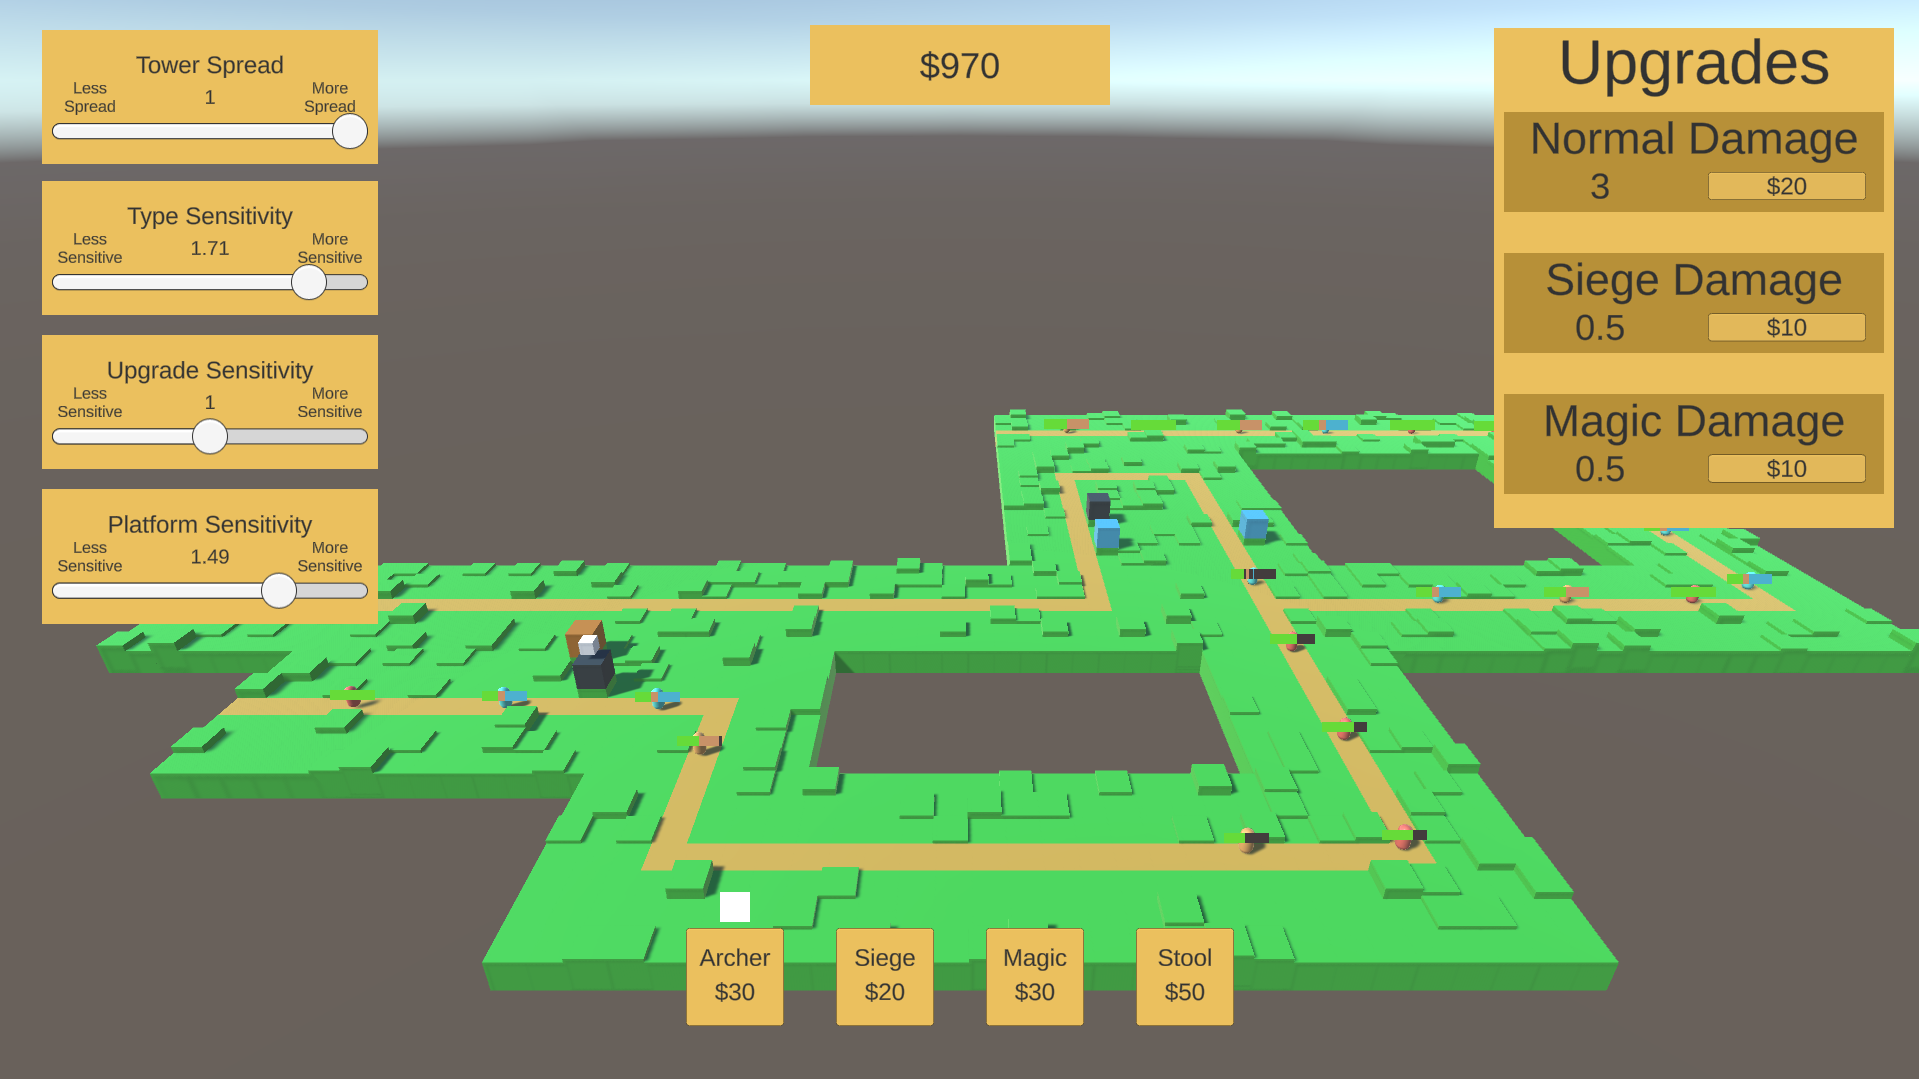 Tower Spread
Less Spread
1
More Spread
Type Sensitivity
Less Sensitive
1.71
More Sensitive
Upgrade Sensitivity
Less Sensitive
1
More Sensitive
Platform Sensitivity
Less Sensitive
1.49
More Sensitive
$970
Upgrades
Normal Damage
3
$20
Siege Damage
0.5
$10
Magic Damage
0.5
$10
Archer
$30
Siege
$20
Magic
$30
Stool
$50